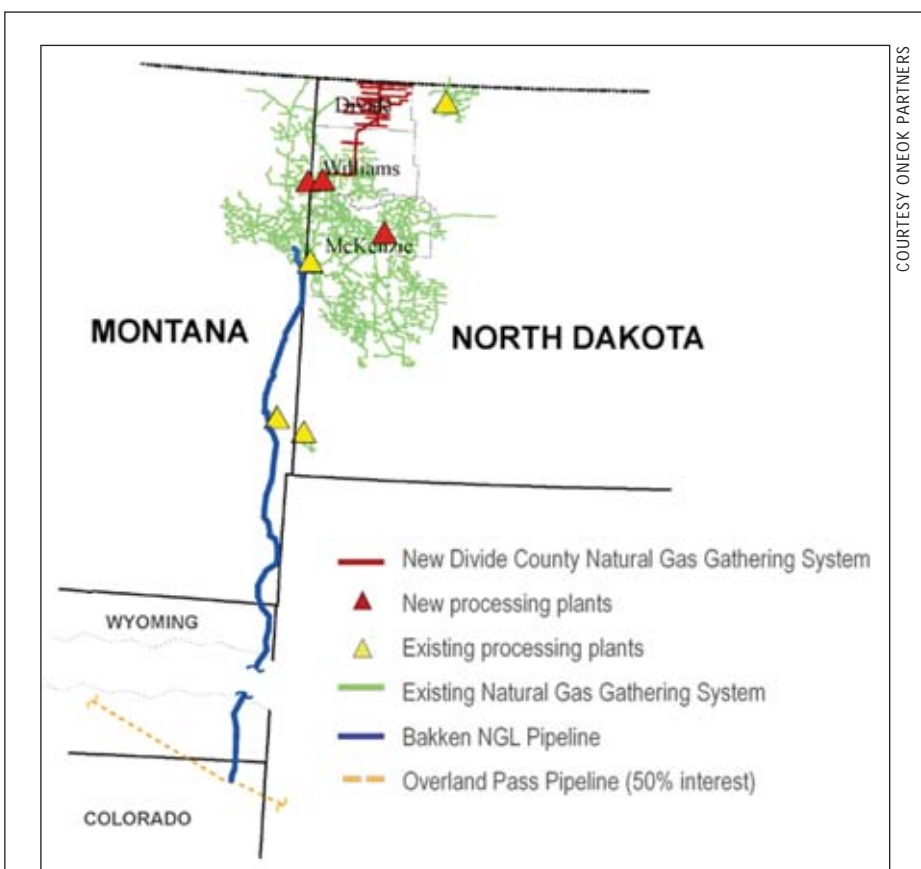 COURTESY ONEOK PARTNERS
Divide
Williams
McKenzie
MONTANA
NORTH DAKOTA
New Divide County Natural Gas Gathering System
New processing plants
Existing processing plants
Existing Natural Gas Gathering System
Bakken NGL Pipeline
Overland Pass Pipeline (50% interest)
WYOMING
COLORADO